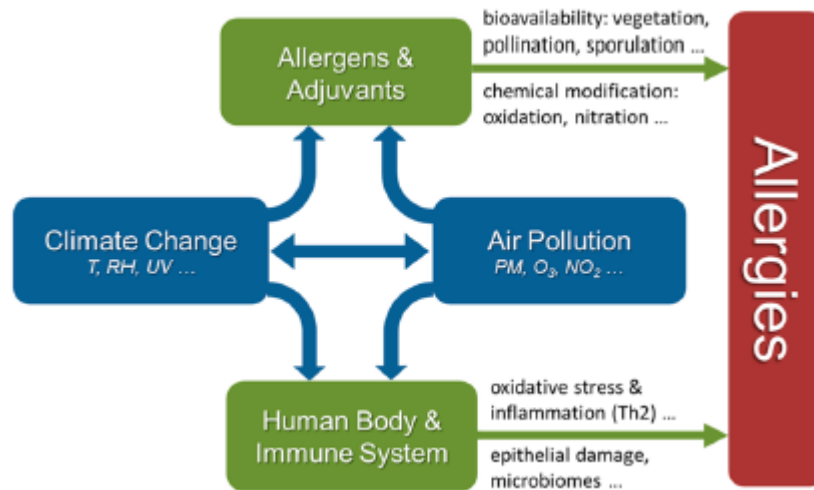 Allergens &
Adjuvants
bioavailability: vegetation,
pollination, sporulation ...
chemical modification:
oxidation, nitration ...
Allergies
Climate Change
T, RH, UV ...
Air Pollution
PM, O₃, NO₂ ...
Human Body &
Immune System
oxidative stress &
inflammation (Th2) ...
epithelial damage,
microbiomes ...